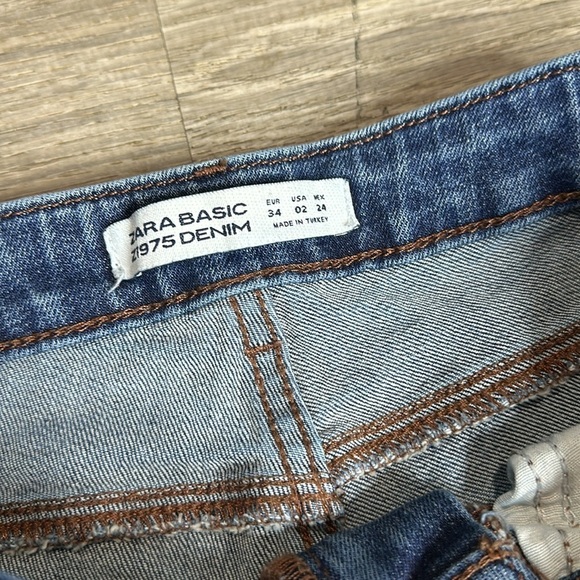 ZARA BASIC
Z1975 DENIM
EUR USA MEX
34 02 24
MADE IN TURKEY